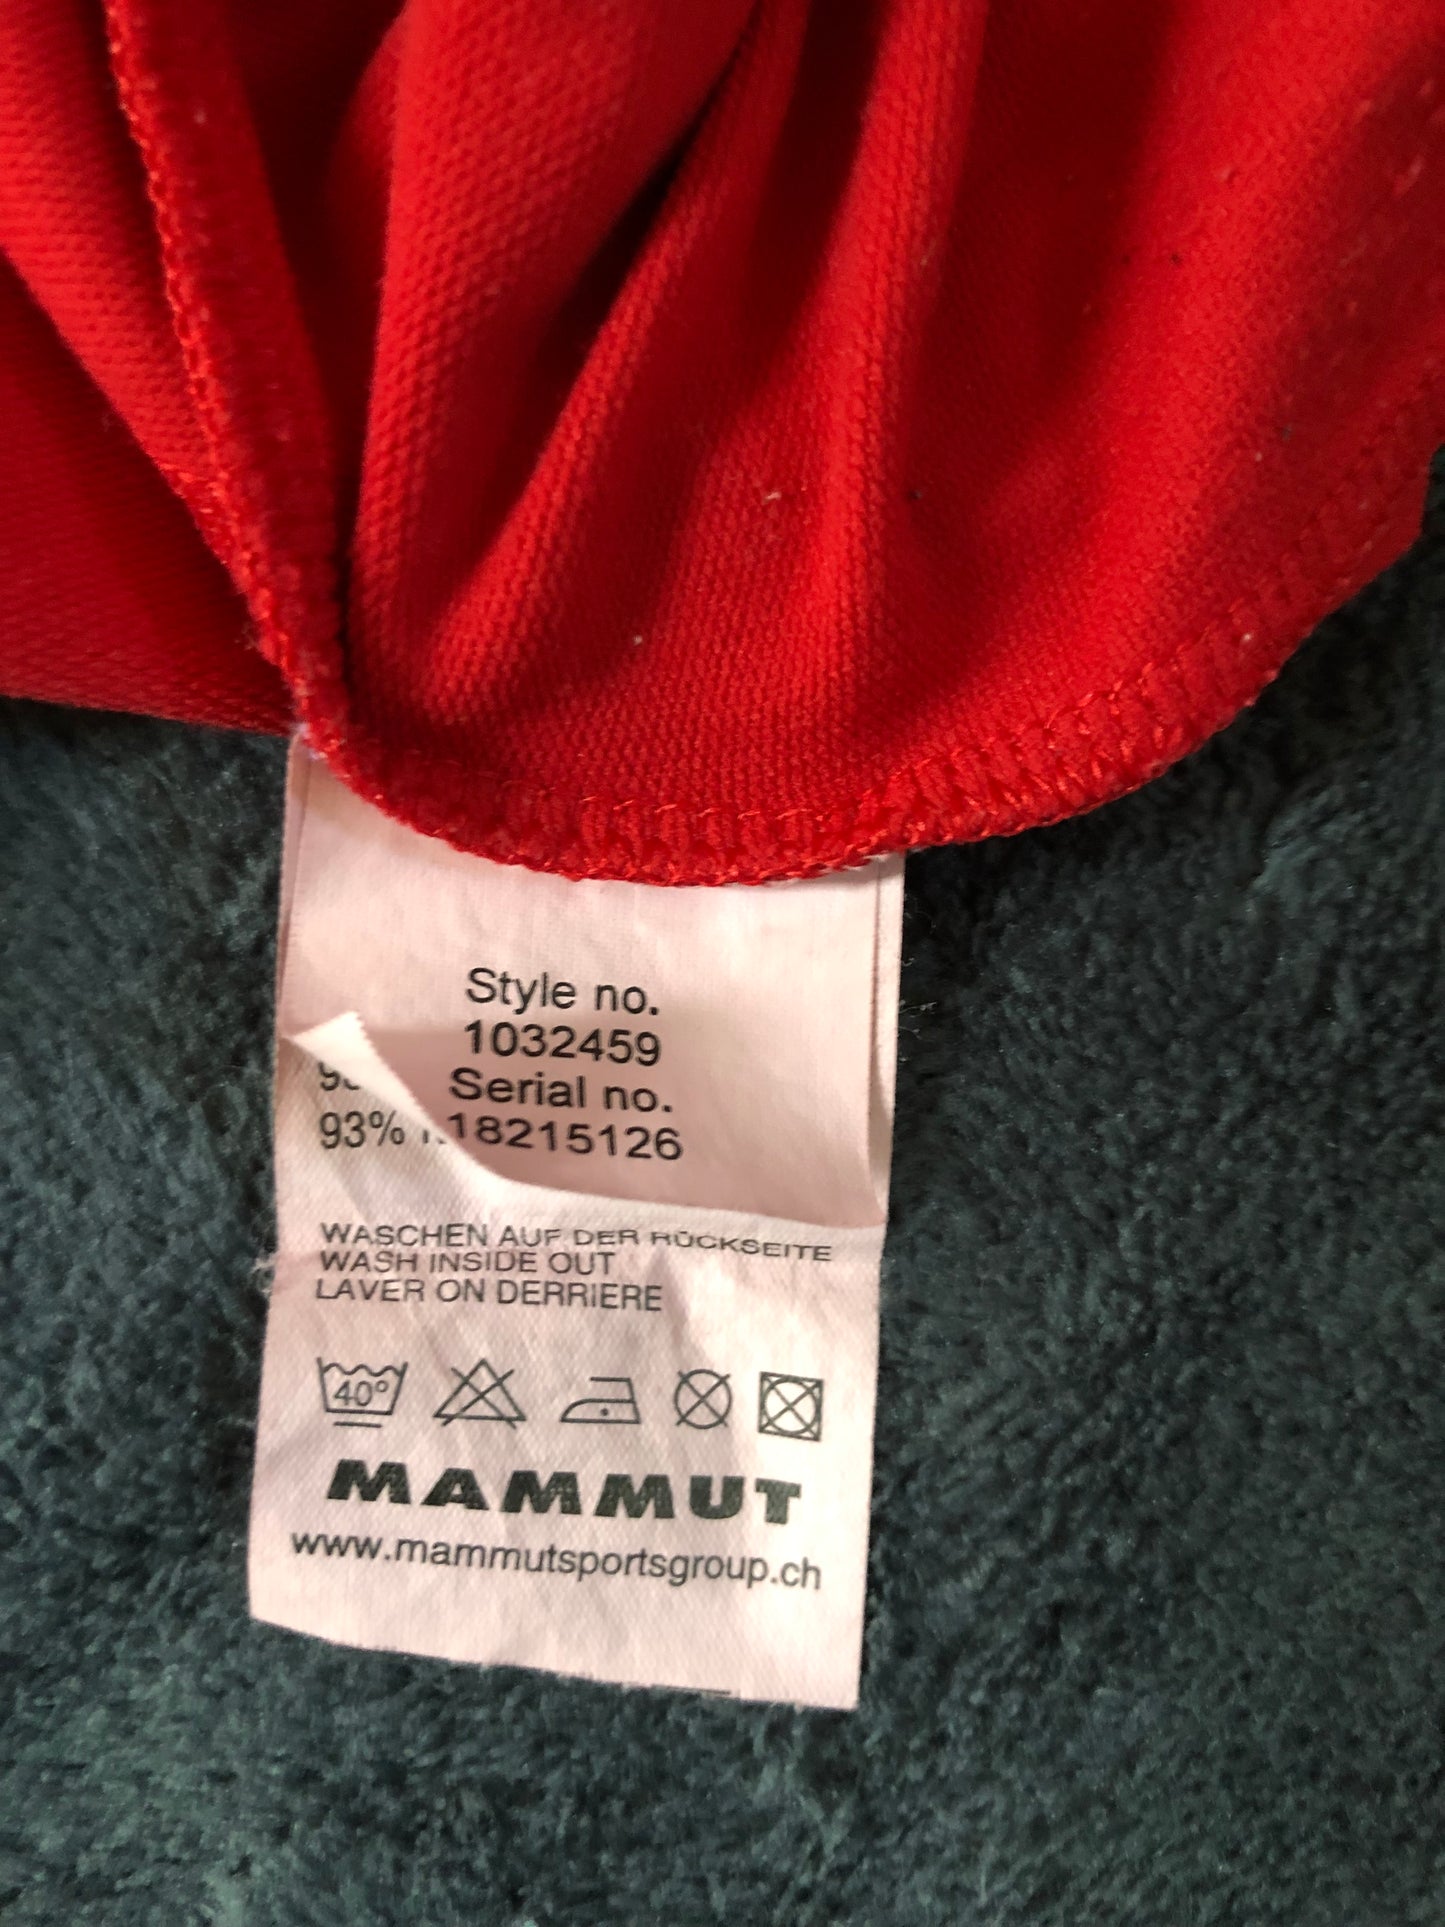 Style no.
1032459
Serial no.
93% 18215126
WASCHEN AUF DER RÜCKSEITE
WASH INSIDE OUT
LAVER ON DERRIERE
40°
MAMMUT
www.mammutsportsgroup.ch